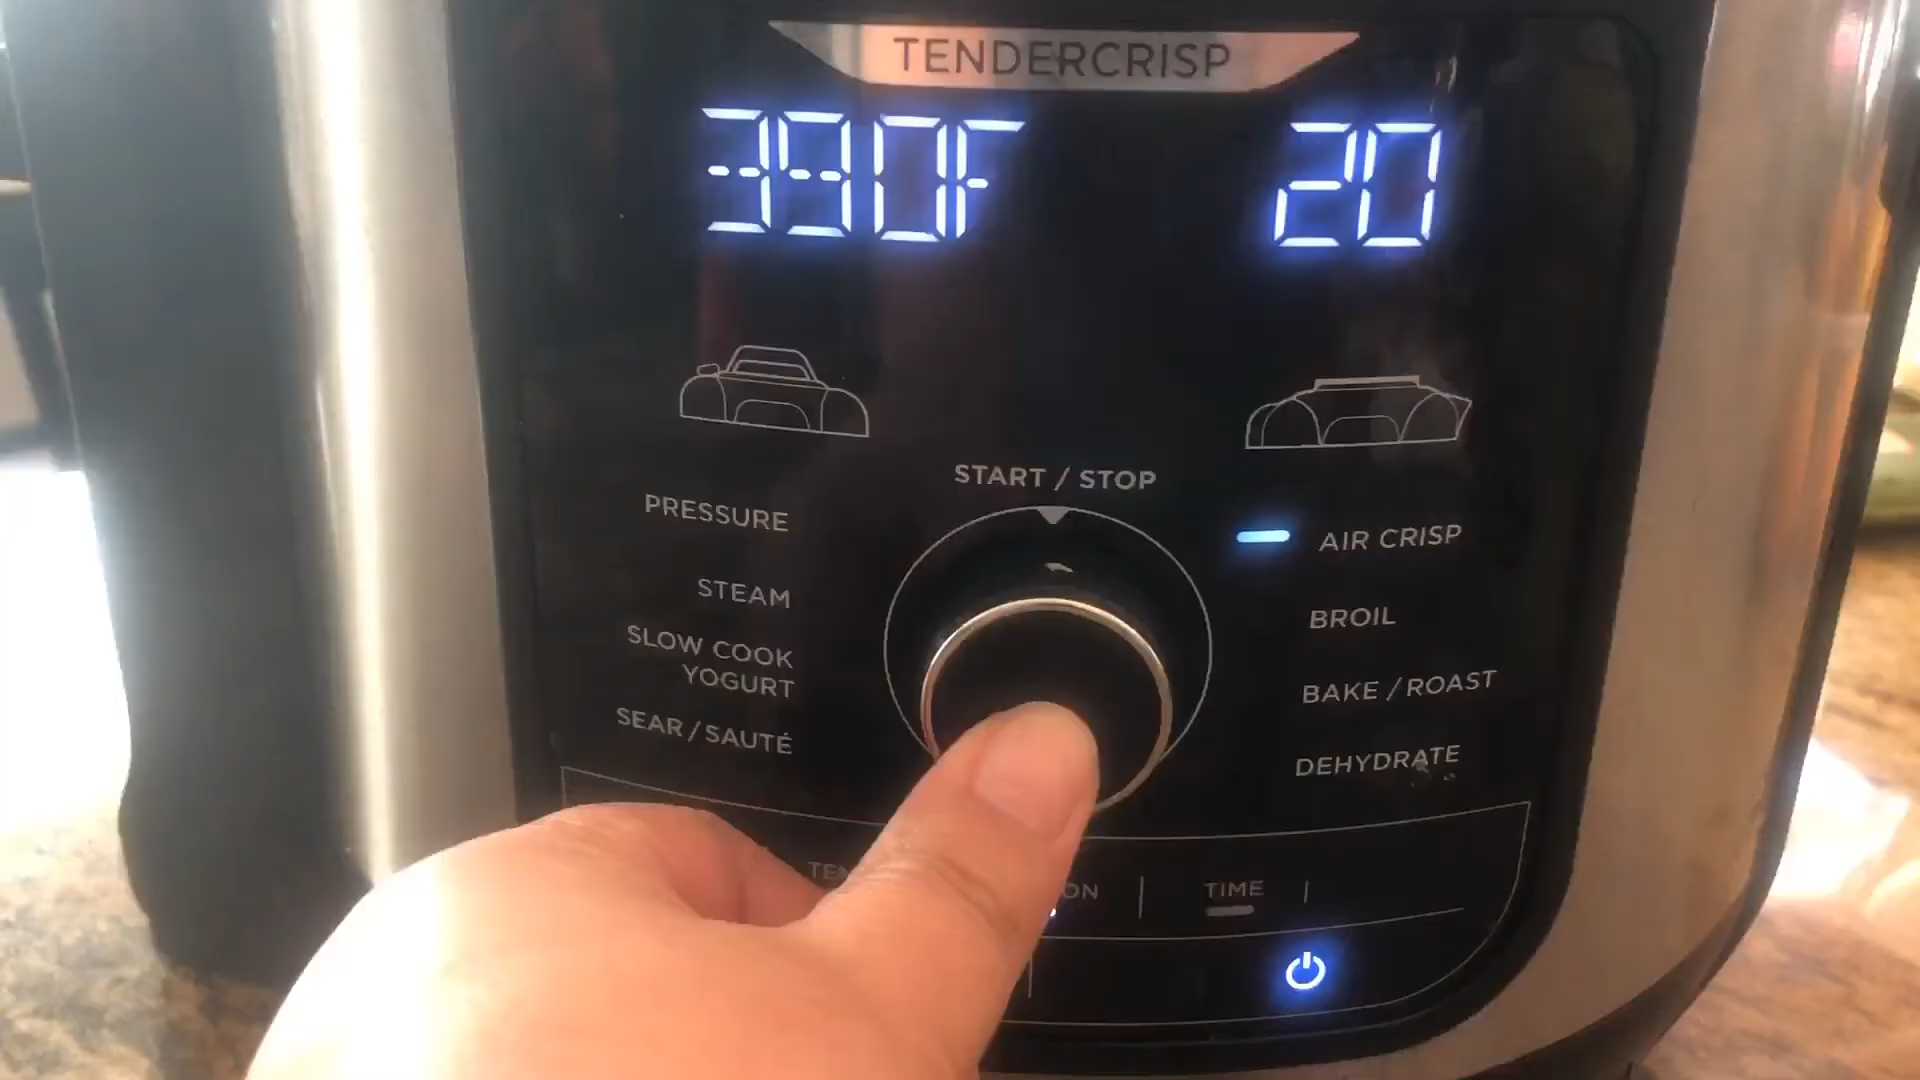 TENDERCRISP
390F 20
START / STOP
PRESSURE
AIR CRISP
STEAM
BROIL
SLOW COOK
YOGURT
BAKE / ROAST
SEAR / SAUTÉ
DEHYDRATE
TIME